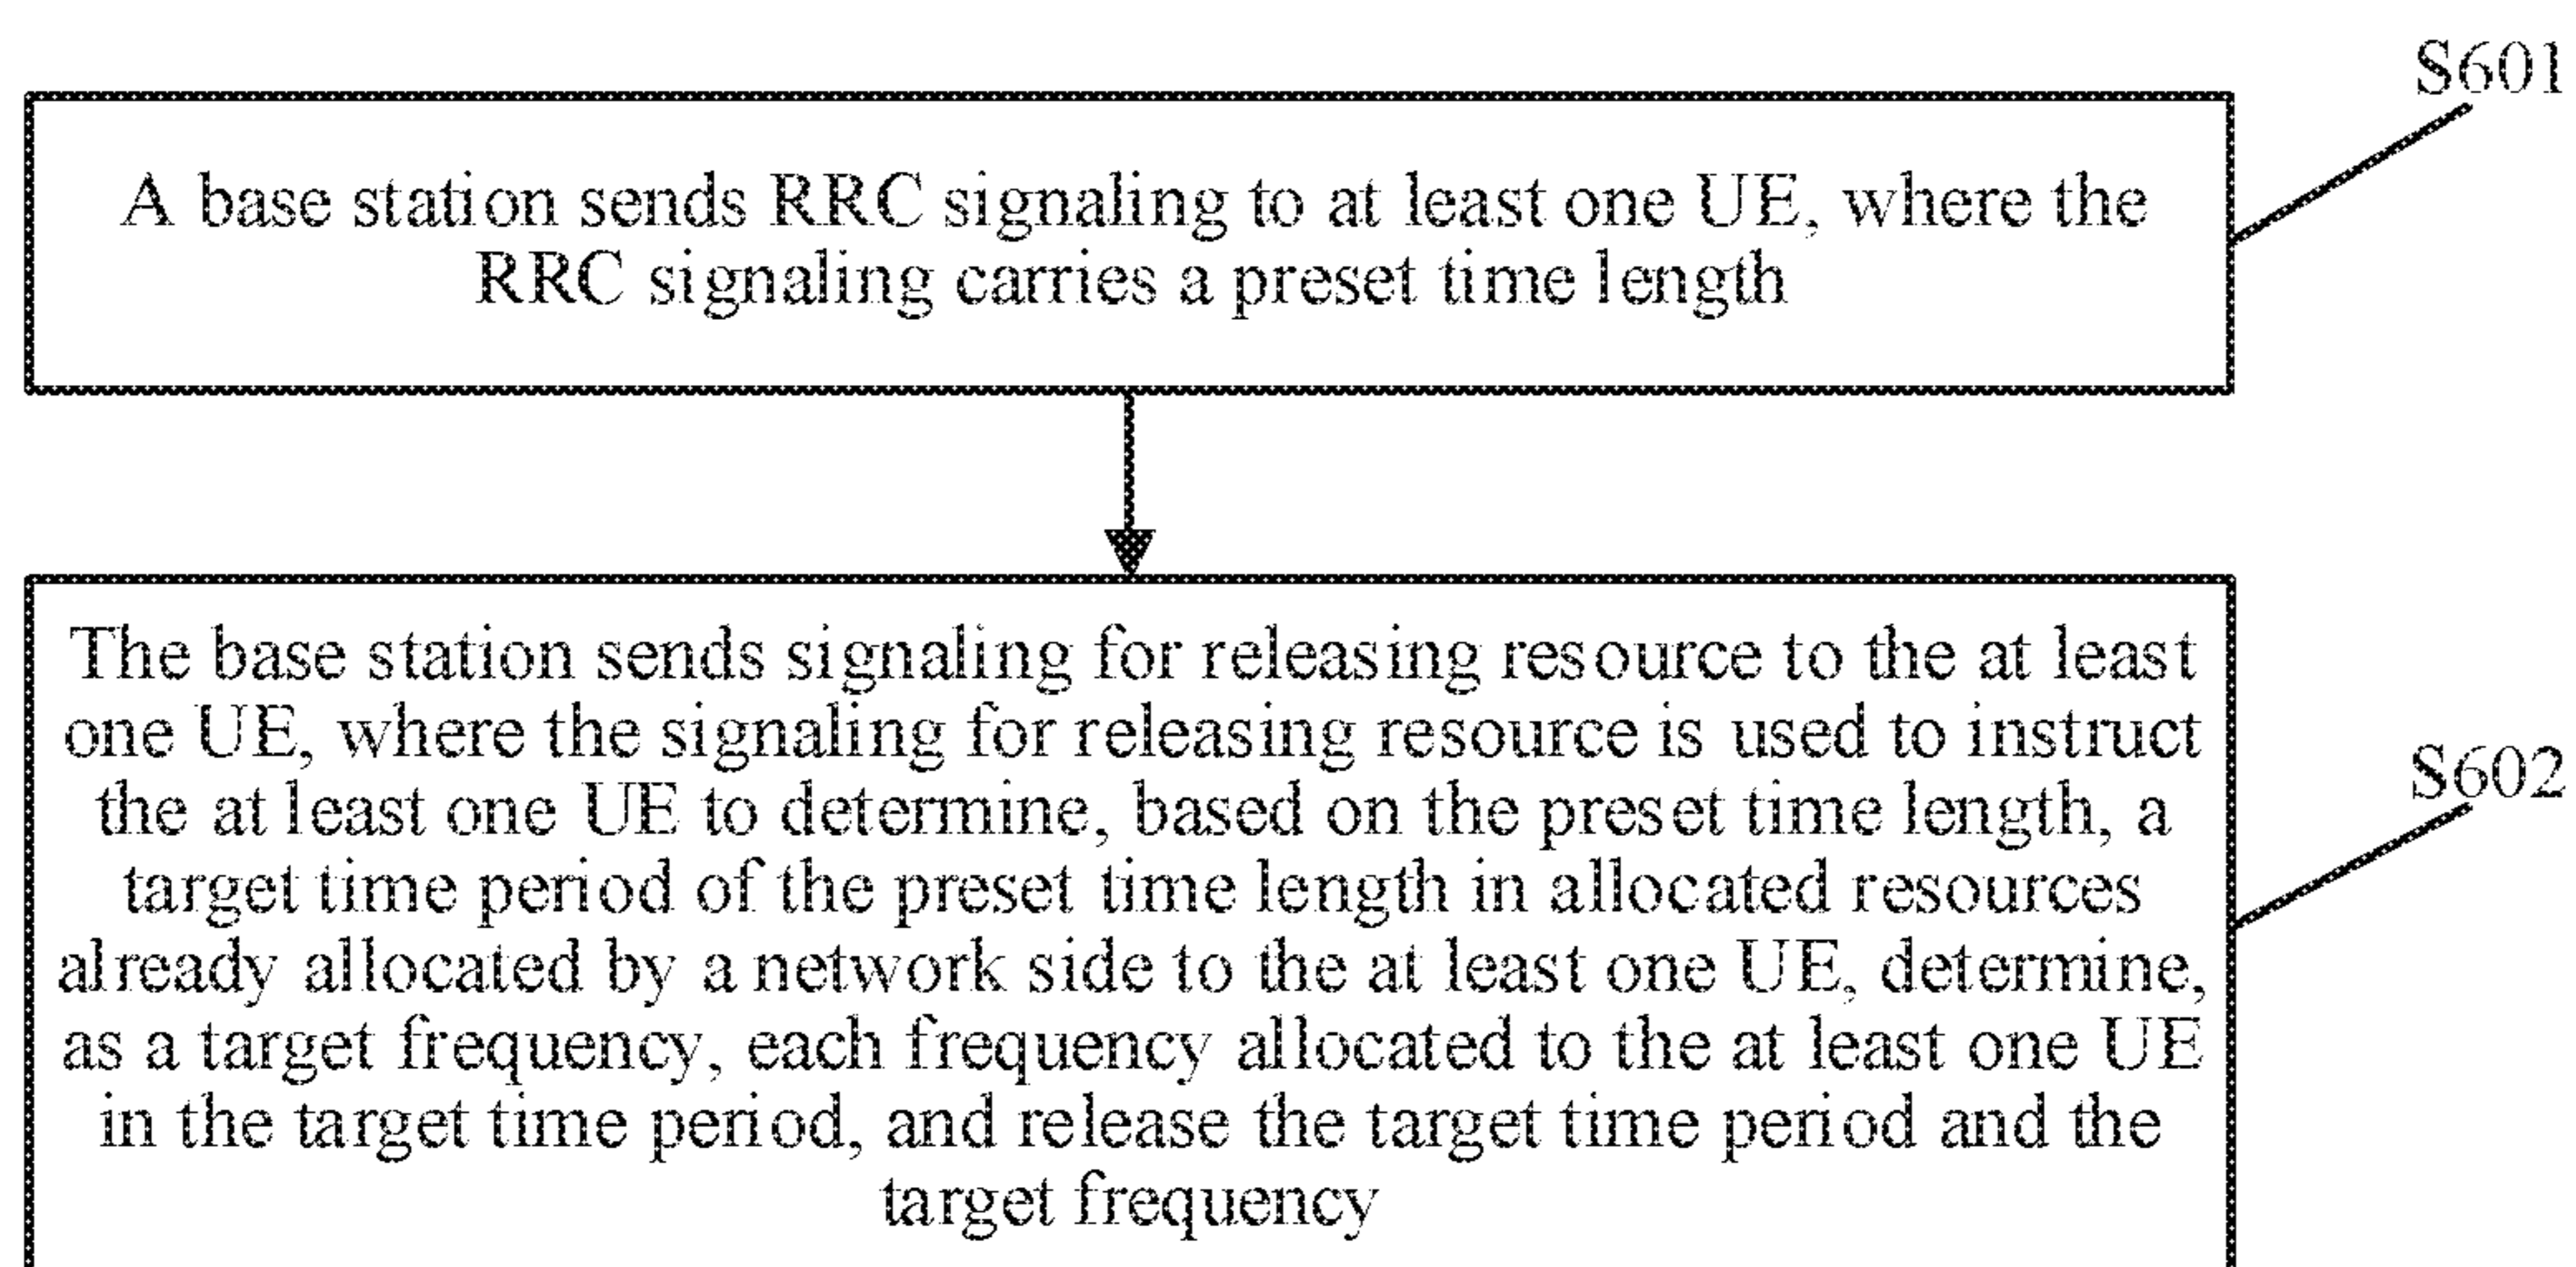 S601
A base station sends RRC signaling to at least one UE, where the
RRC signaling carries a preset time length
The base station sends signaling for releasing resource to the at least
one UE, where the signaling for releasing resource is used to instruct
the at least one UE to determine, based on the preset time length, a
target time period of the preset time length in allocated resources
already allocated by a network side to the at least one UE, determine,
as a target frequency, each frequency allocated to the at least one UE
in the target time period, and release the target time period and the
target frequency
S602